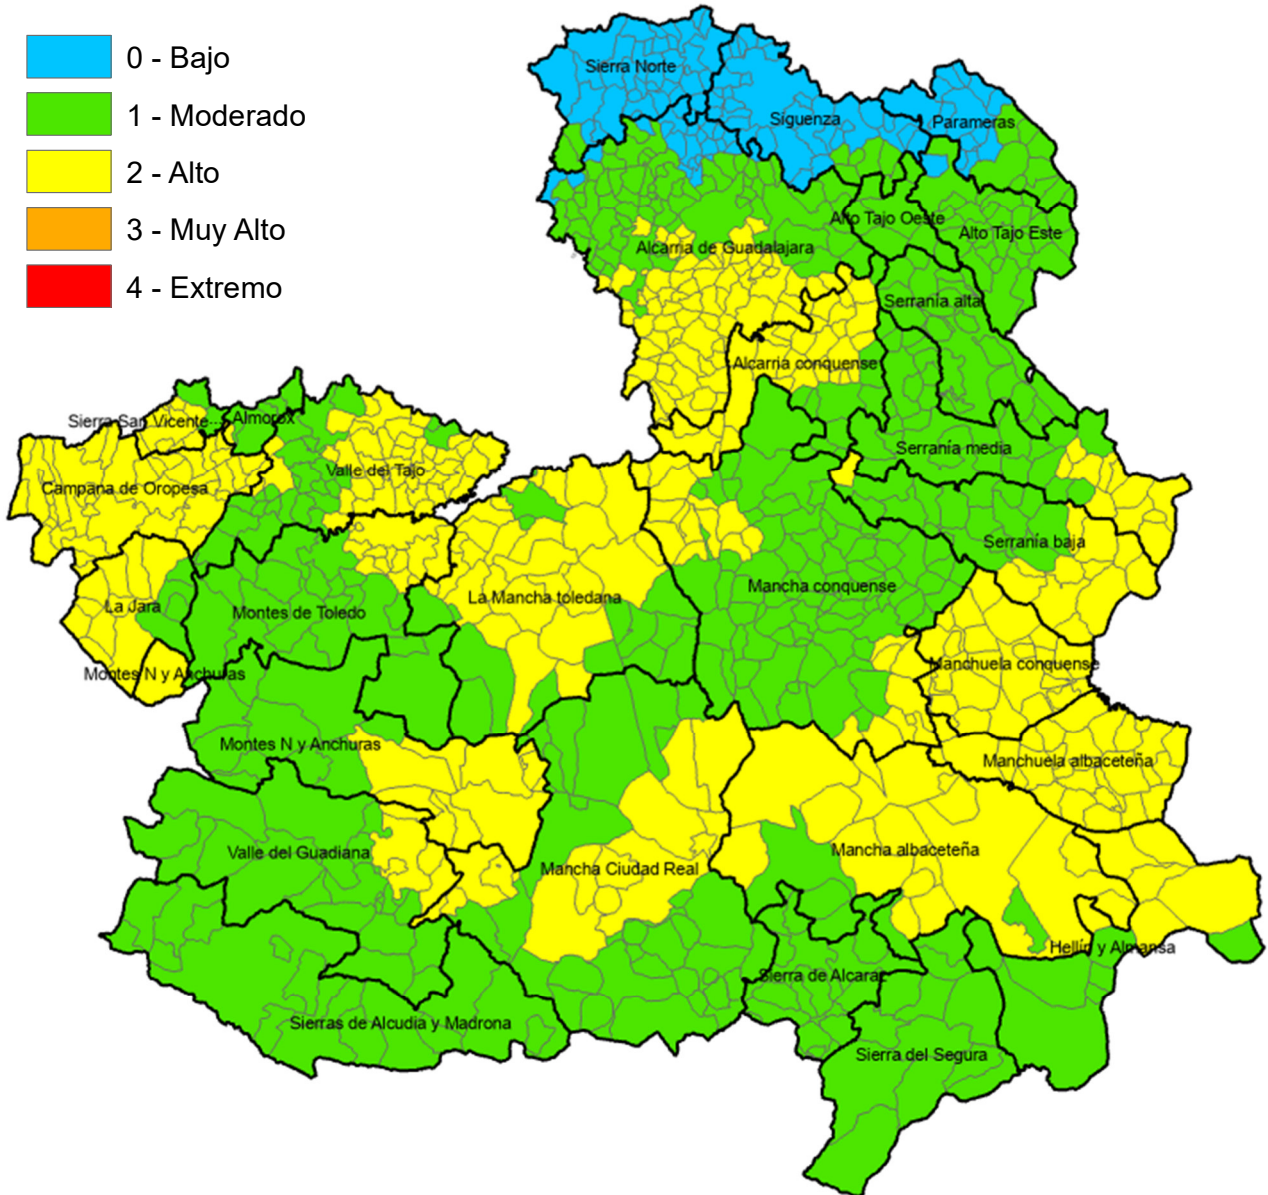 0 - Bajo
1 - Moderado
2 - Alto
3 - Muy Alto
4 - Extremo
Sierra Norte
Sigüenza
Parameras
Alto Tajo Oeste
Alto Tajo Este
Alcarria de Guadalajara
Serranía alta
Alcarria conquense
Sierra San Vicente
Almorox
Serranía media
Valle del Tajo
Campana de Oropesa
Serranía baja
Mancha conquense
La Mancha toledana
La Jara
Montes de Toledo
Manchuela conquense
Montes N y Anchuras
Montes N y Anchuras
Manchuela albaceteña
Valle del Guadiana
Mancha albaceteña
Mancha Ciudad Real
Hellín y Almansa
Sierra de Alcaraz
Sierras de Alcudia y Madrona
Sierra del Segura